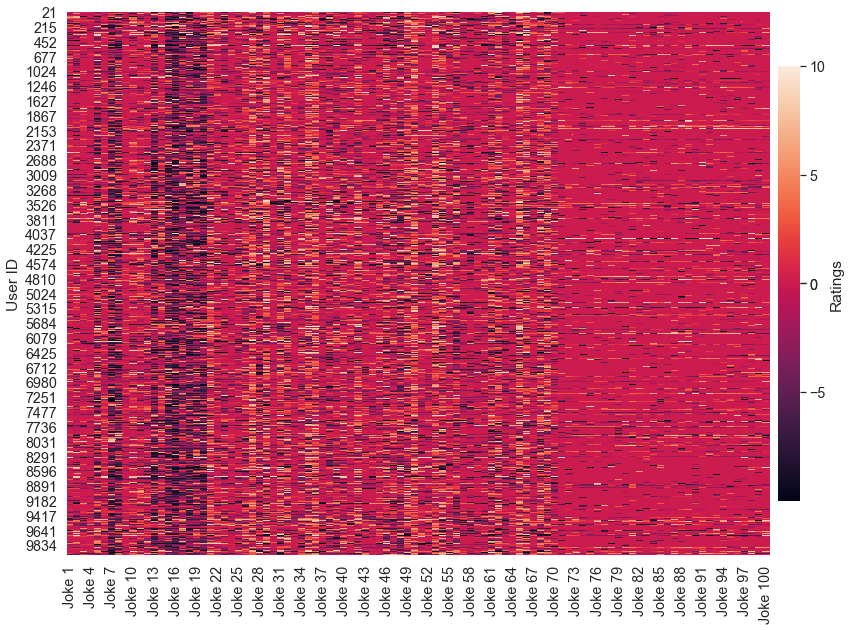 User ID
21
215
452
677
1024
1246
1627
1867
2153
2371
2688
3009
3268
3526
3811
4037
4225
4574
4810
5024
5315
5684
6079
6425
6712
6980
7251
7477
7736
8031
8291
8596
8891
9182
9417
9641
9834
Joke 1
Joke 4
Joke 7
Joke 10
Joke 13
Joke 16
Joke 19
Joke 22
Joke 25
Joke 28
Joke 31
Joke 34
Joke 37
Joke 40
Joke 43
Joke 46
Joke 49
Joke 52
Joke 55
Joke 58
Joke 61
Joke 64
Joke 67
Joke 70
Joke 73
Joke 76
Joke 79
Joke 82
Joke 85
Joke 88
Joke 91
Joke 94
Joke 97
Joke 100
10
5
0
−5
Ratings